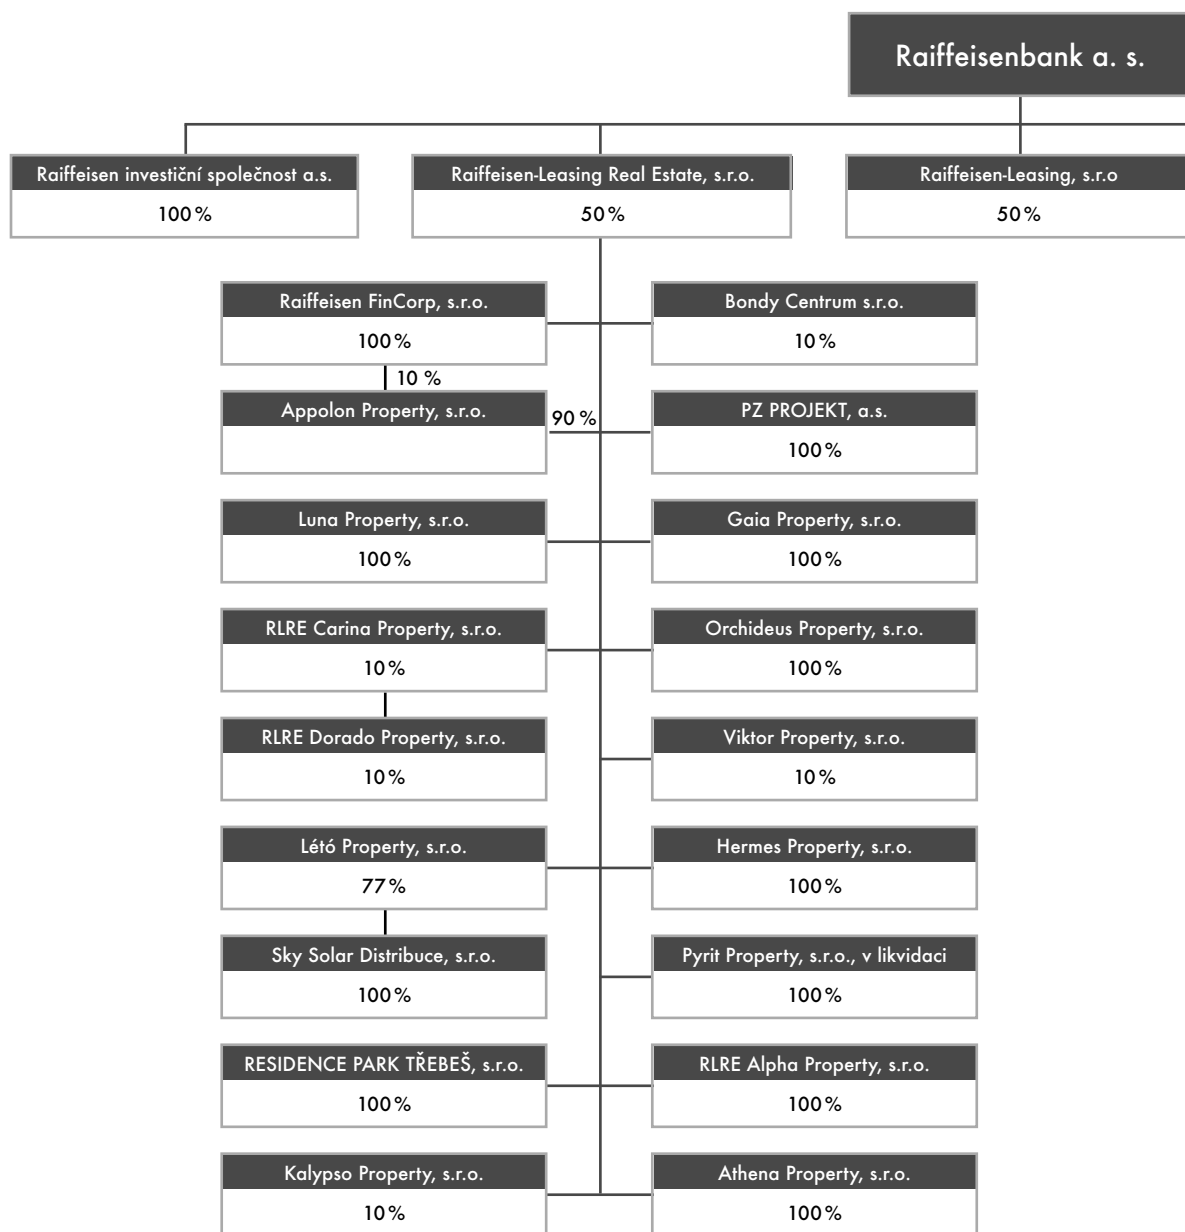 Raiffeisenbank a. s.
Raiffeisen investiční společnost a.s.
100 %
Raiffeisen-Leasing Real Estate, s.r.o.
50 %
Raiffeisen-Leasing, s.r.o
50 %
Raiffeisen FinCorp, s.r.o.
100 %
Bondy Centrum s.r.o.
10 %
10 %
Appolon Property, s.r.o.
90 %
PZ PROJEKT, a.s.
100 %
Luna Property, s.r.o.
100 %
Gaia Property, s.r.o.
100 %
RLRE Carina Property, s.r.o.
10 %
Orchideus Property, s.r.o.
100 %
RLRE Dorado Property, s.r.o.
10 %
Viktor Property, s.r.o.
10 %
Létó Property, s.r.o.
77 %
Hermes Property, s.r.o.
100 %
Sky Solar Distribuce, s.r.o.
100 %
Pyrit Property, s.r.o., v likvidaci
100 %
RESIDENCE PARK TŘEBEŠ, s.r.o.
100 %
RLRE Alpha Property, s.r.o.
100 %
Kalypso Property, s.r.o.
10 %
Athena Property, s.r.o.
100 %